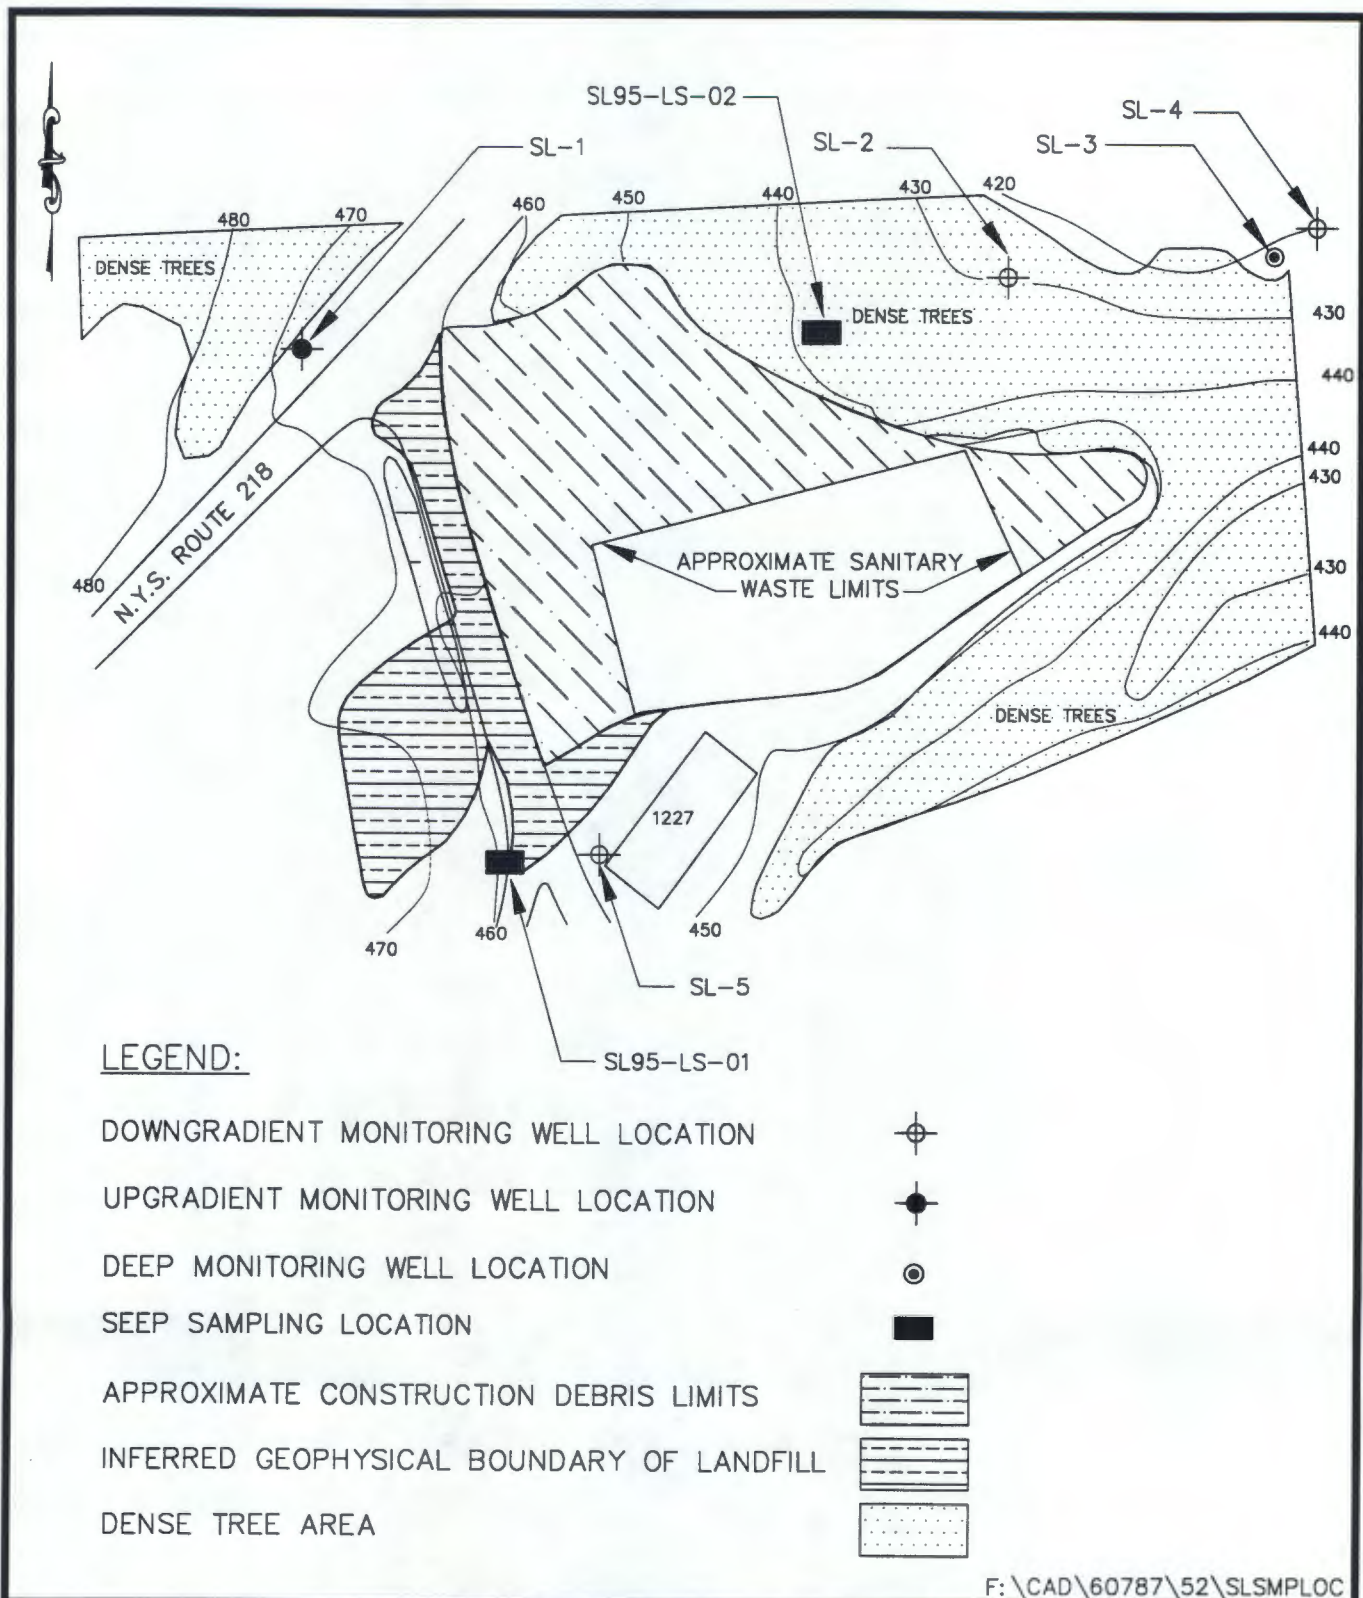 SL95-LS-02
SL-4
SL-1
SL-2
SL-3
480
470
460
450
440
430
420
DENSE TREES
DENSE TREES
430
440
440
430
N.Y.S. ROUTE 218
APPROXIMATE SANITARY
WASTE LIMITS
480
430
440
DENSE TREES
1227
470
460
450
SL-5
SL95-LS-01
LEGEND:
DOWNGRADIENT MONITORING WELL LOCATION
UPGRADIENT MONITORING WELL LOCATION
DEEP MONITORING WELL LOCATION
SEEP SAMPLING LOCATION
APPROXIMATE CONSTRUCTION DEBRIS LIMITS
INFERRED GEOPHYSICAL BOUNDARY OF LANDFILL
DENSE TREE AREA
F:\CAD\60787\52\SLSMPLOC